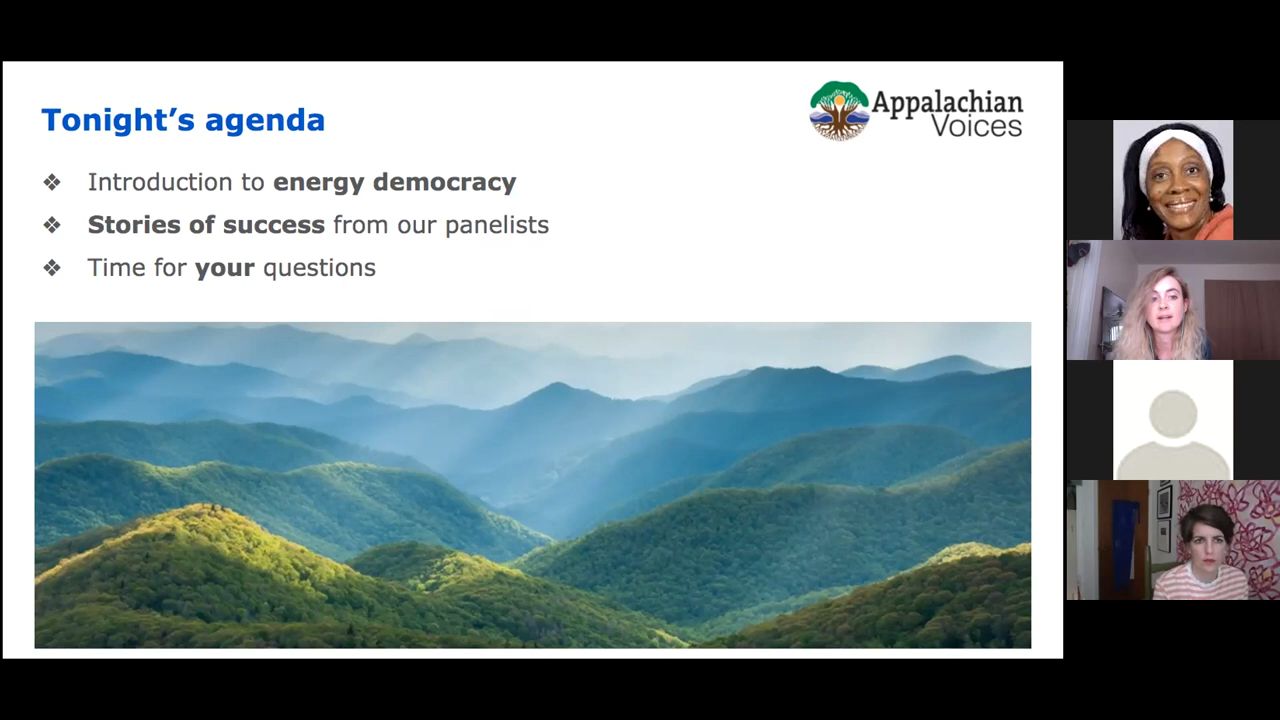 Tonight's agenda
Appalachian
Voices
❖ Introduction to energy democracy
❖ Stories of success from our panelists
❖ Time for your questions